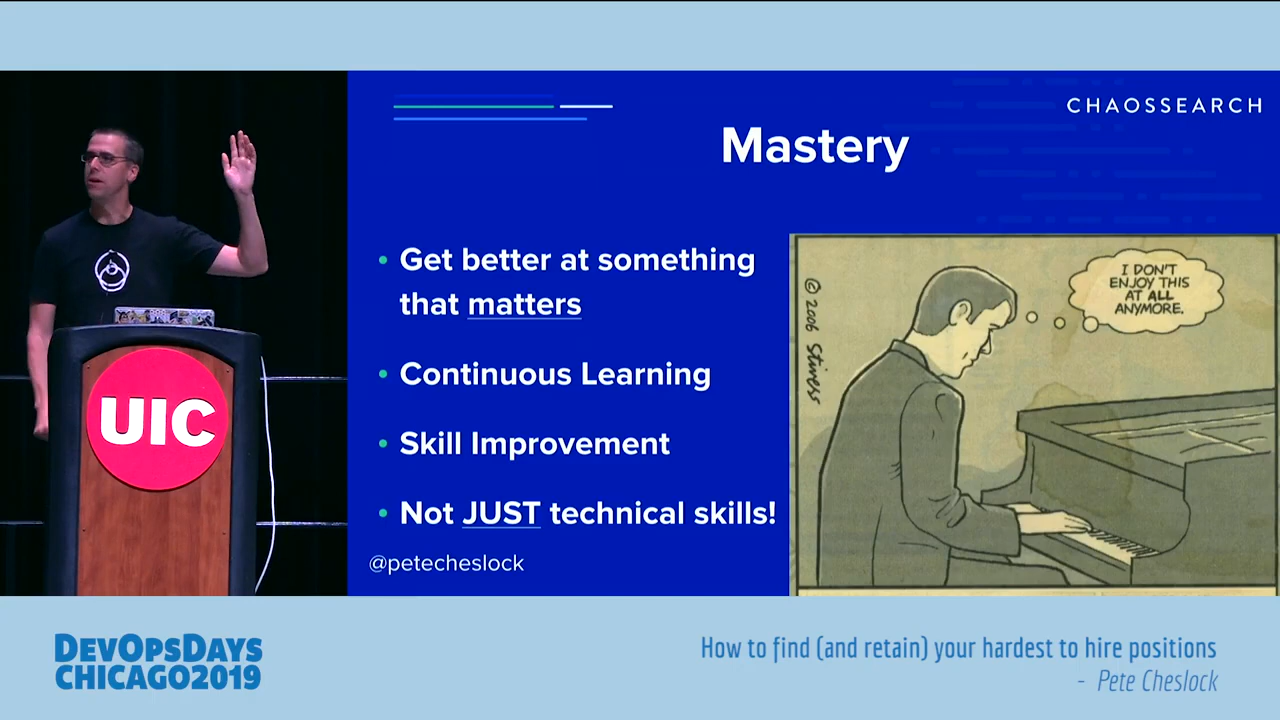 CHAOSSEARCH
Mastery
• Get better at something
that matters
• Continuous Learning
• Skill Improvement
• Not JUST technical skills!
@petecheslock
© 2006 Stivers
I DON'T
ENJOY THIS
AT ALL
ANYMORE.
UIC
DEVOPSDAYS
CHICAGO2019
How to find (and retain) your hardest to hire positions
- Pete Cheslock